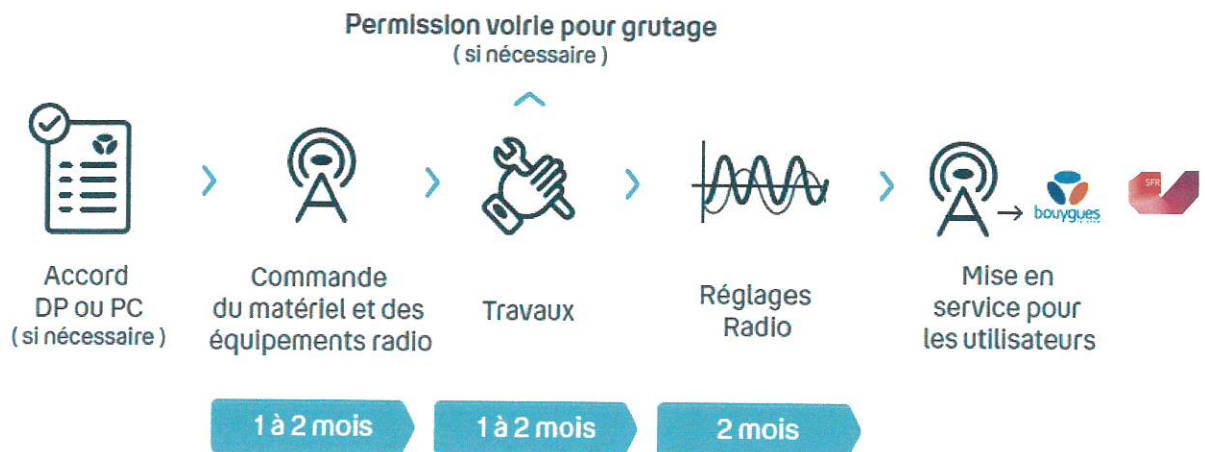 Permission voirie pour grutage
( si nécessaire )
Accord
DP ou PC
( si nécessaire )
Commande
du matériel et des
équipements radio
Travaux
Réglages
Radio
bouygues
SFR
Mise en
service pour
les utilisateurs
1 à 2 mois
1 à 2 mois
2 mois